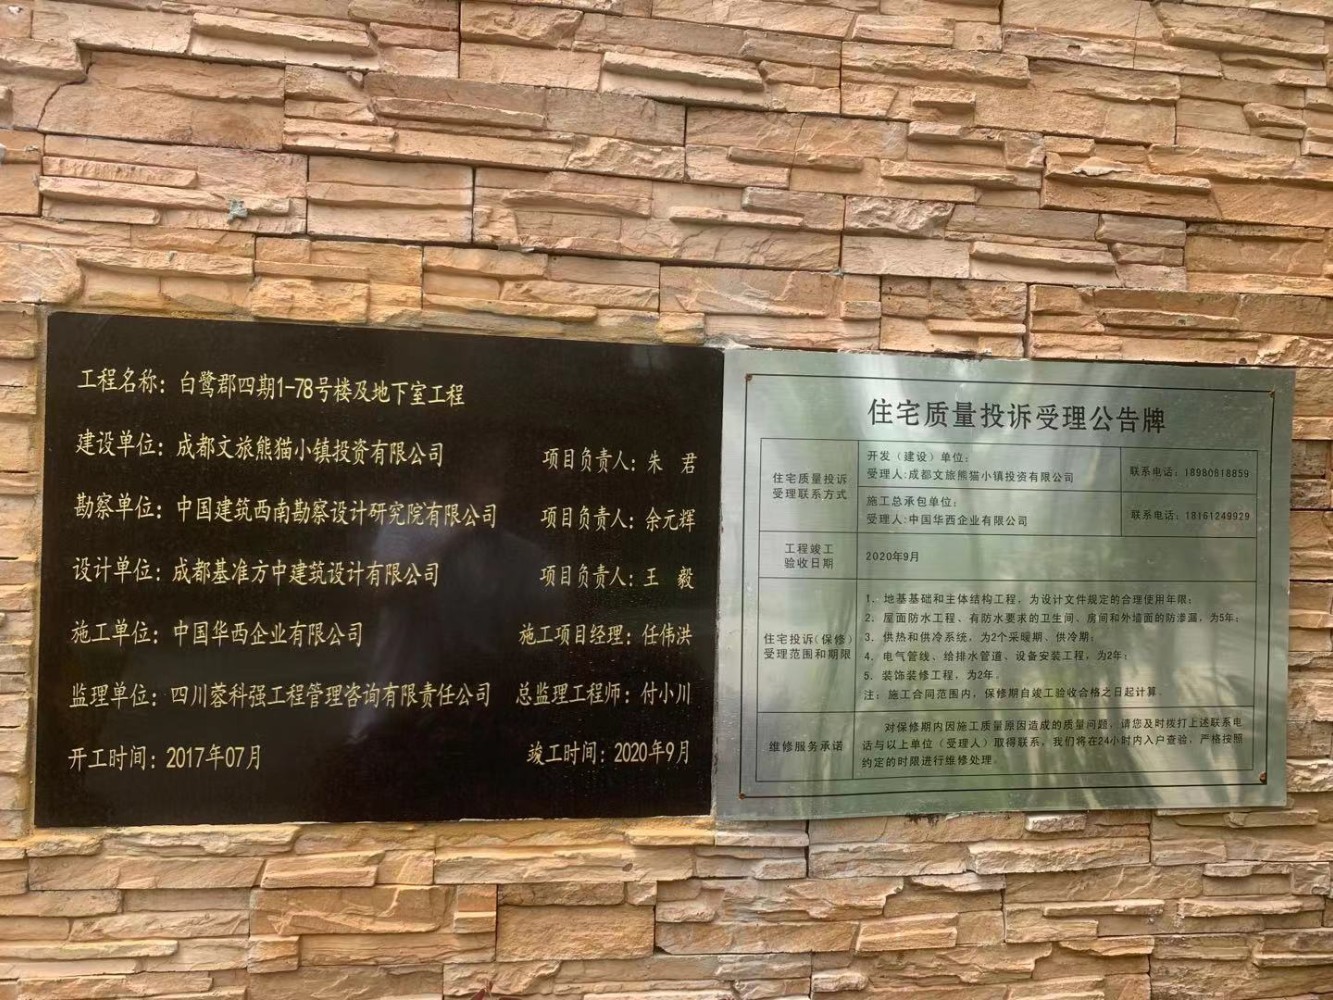 工程名称：白鹭郡四期1-78号楼及地下室工程
建设单位：成都文旅熊猫小镇投资有限公司 项目负责人：朱 君
勘察单位：中国建筑西南勘察设计研究院有限公司 项目负责人：余元辉
设计单位：成都基准方中建筑设计有限公司 项目负责人：王 毅
施工单位：中国华西企业有限公司 施工项目经理：任伟洪
监理单位：四川蓉科强工程管理咨询有限责任公司 总监理工程师：付小川
开工时间：2017年07月 竣工时间：2020年9月
住宅质量投诉受理公告牌
住宅质量投诉
受理联系方式
开发（建设）单位：
受理人：成都文旅熊猫小镇投资有限公司
联系电话：18980818859
施工总承包单位：
受理人：中国华西企业有限公司
联系电话：18161249929
工程竣工
验收日期
2020年9月
住宅投诉(保修)
受理范围和期限
1、地基基础和主体结构工程，为设计文件规定的合理使用年限；
2、屋面防水工程、有防水要求的卫生间、房间和外墙面的防渗漏，为5年；
3、供热和供冷系统，为2个采暖期、供冷期；
4、电气管线、给排水管道、设备安装工程，为2年；
5、装饰装修工程，为2年。
注：施工合同范围内，保修期自竣工验收合格之日起计算。
维修服务承诺
对保修期内因施工质量原因造成的质量问题，请您及时拨打上述联系电
话与以上单位（受理人）取得联系，我们将在24小时内入户查验，严格按照
约定的时限进行维修处理。